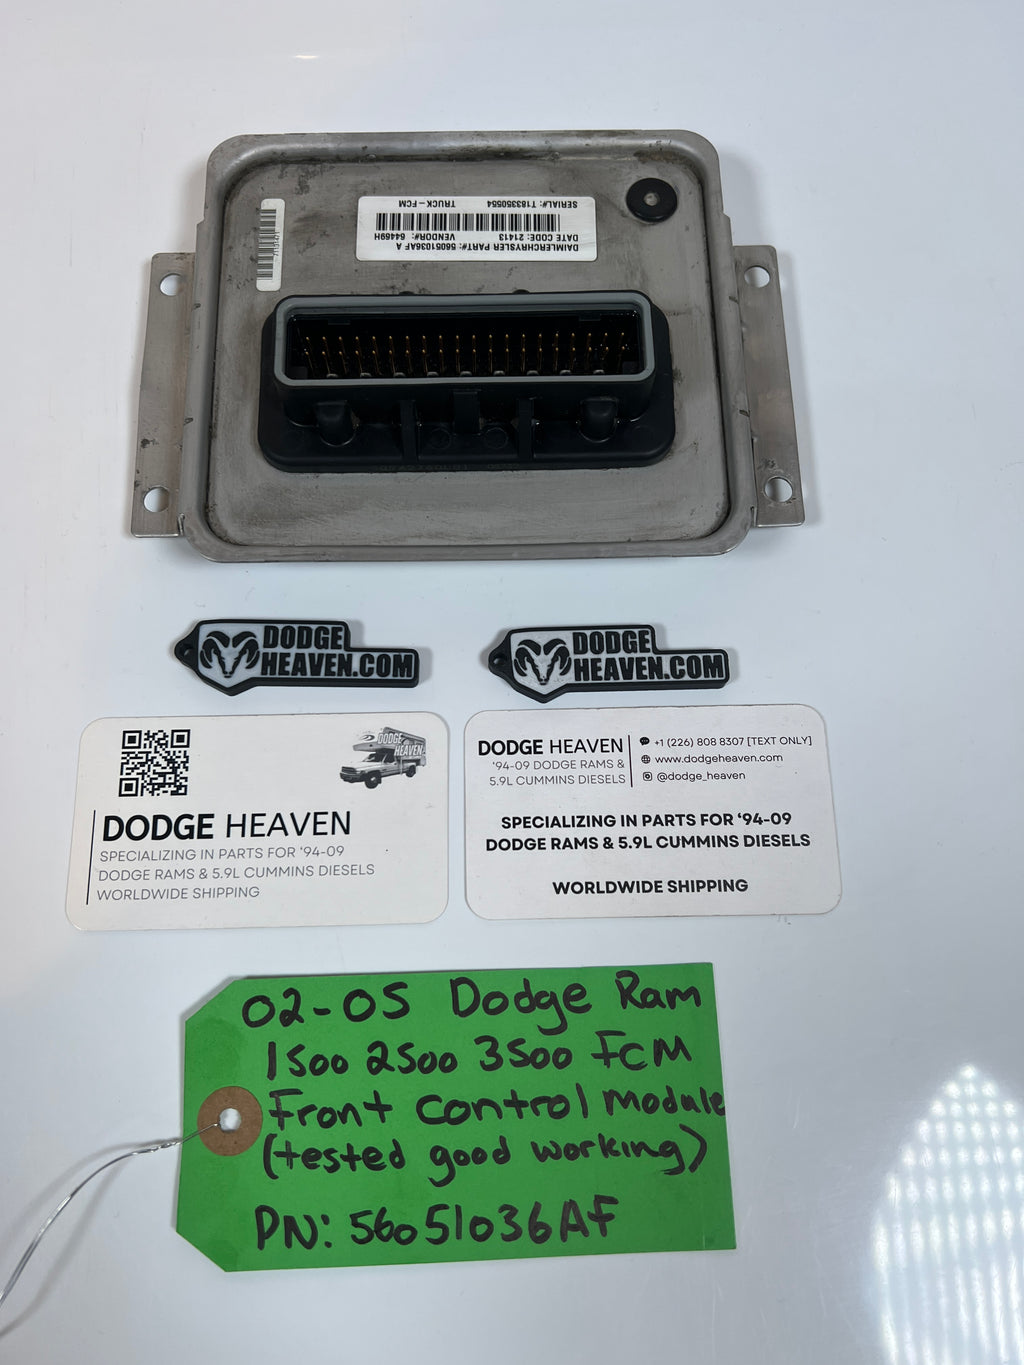 SERIAL#: T18350554 TRUCK-FCM
DATE CODE: 21413 VENDOR#: 64469H
DAIMLERCHRYSLER PART#: 56051036AF A
DODGE
HEAVEN.COM
DODGE
HEAVEN.COM
DODGE
HEAVEN
DODGE HEAVEN
SPECIALIZING IN PARTS FOR '94-09
DODGE RAMS & 5.9L CUMMINS DIESELS
WORLDWIDE SHIPPING
DODGE HEAVEN
'94-09 DODGE RAMS &
5.9L CUMMINS DIESELS
+1 (226) 808 8307 [TEXT ONLY]
www.dodgeheaven.com
@dodge_heaven
SPECIALIZING IN PARTS FOR '94-09
DODGE RAMS & 5.9L CUMMINS DIESELS
WORLDWIDE SHIPPING
02-05 Dodge Ram
1500 2500 3500 FCM
Front Control Module
(tested good working)
PN: 56051036AF